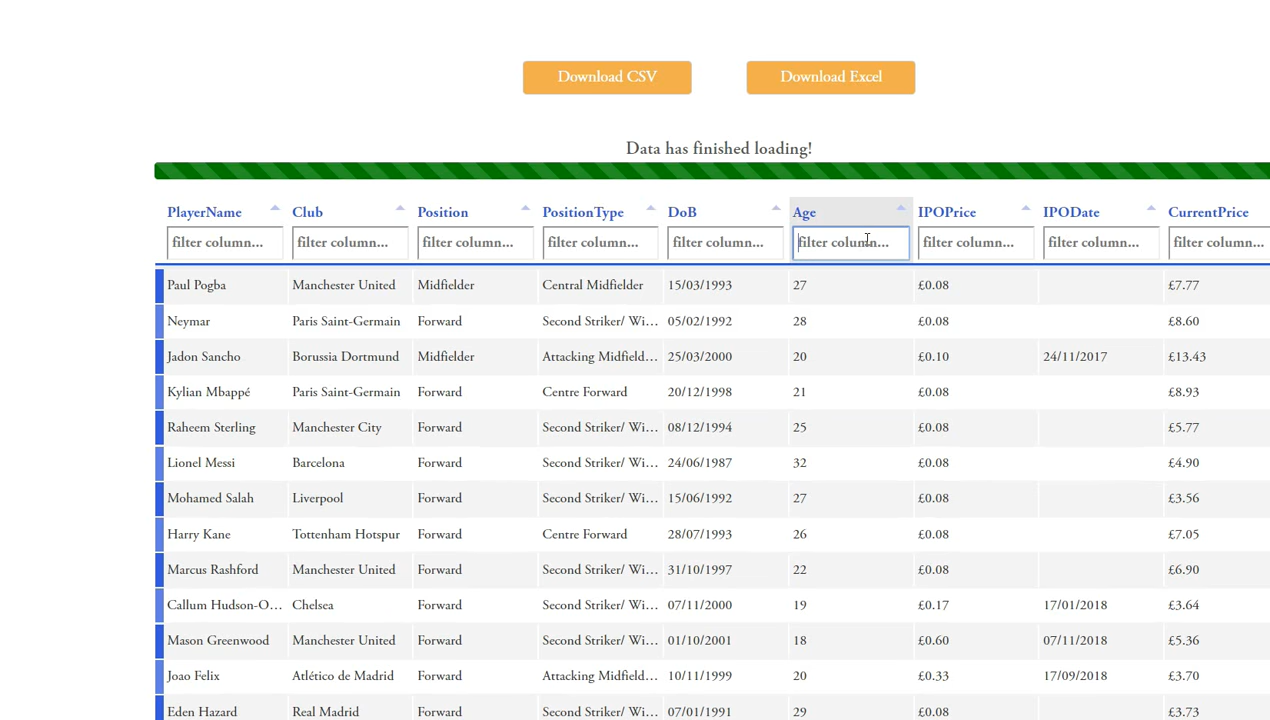 Download CSV Download Excel
Data has finished loading!
PlayerName Club Position PositionType DoB Age IPOPrice IPODate CurrentPrice
filter column... filter column... filter column... filter column... filter column... filter column... filter column... filter column... filter column...
Paul Pogba Manchester United Midfielder Central Midfielder 15/03/1993 27 £0.08 £7.77
Neymar Paris Saint-Germain Forward Second Striker/ Wi... 05/02/1992 28 £0.08 £8.60
Jadon Sancho Borussia Dortmund Midfielder Attacking Midfield... 25/03/2000 20 £0.10 24/11/2017 £13.43
Kylian Mbappé Paris Saint-Germain Forward Centre Forward 20/12/1998 21 £0.08 £8.93
Raheem Sterling Manchester City Forward Second Striker/ Wi... 08/12/1994 25 £0.08 £5.77
Lionel Messi Barcelona Forward Second Striker/ Wi... 24/06/1987 32 £0.08 £4.90
Mohamed Salah Liverpool Forward Second Striker/ Wi... 15/06/1992 27 £0.08 £3.56
Harry Kane Tottenham Hotspur Forward Centre Forward 28/07/1993 26 £0.08 £7.05
Marcus Rashford Manchester United Forward Second Striker/ Wi... 31/10/1997 22 £0.08 £6.90
Callum Hudson-O... Chelsea Forward Second Striker/ Wi... 07/11/2000 19 £0.17 17/01/2018 £3.64
Mason Greenwood Manchester United Forward Second Striker/ Wi... 01/10/2001 18 £0.60 07/11/2018 £5.36
Joao Felix Atlético de Madrid Forward Attacking Midfield... 10/11/1999 20 £0.33 17/09/2018 £3.70
Eden Hazard Real Madrid Forward Second Striker/ Wi... 07/01/1991 29 £0.08 £3.73